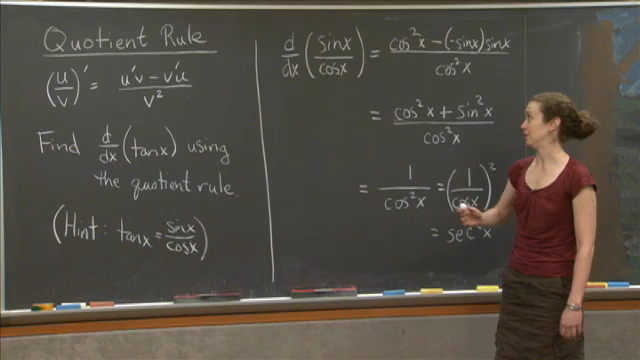 Quotient Rule
(u/v)' = (u'v - v'u)/v²
Find d/dx (tanx) using
the quotient rule.
(Hint: tanx = sinx/cosx)
d/dx (sinx/cosx) = (cos²x - (-sinx)sinx)/cos²x
= (cos²x + sin²x)/cos²x
= 1/cos²x = (1/cosx)²
= sec²x